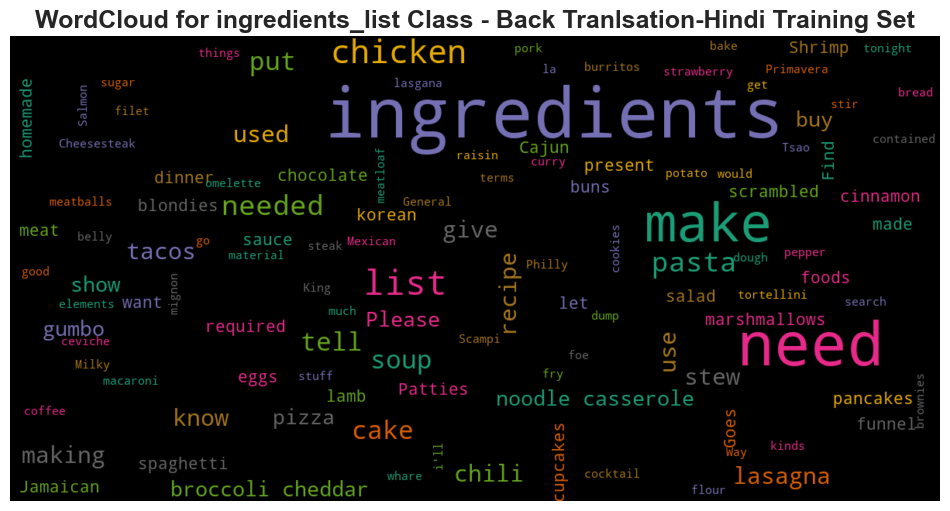 WordCloud for ingredients_list Class - Back Tranlsation-Hindi Training Set
things
put
chicken
pork
la
burritos
bake
strawberry
Shrimp
tonight
Primavera
get
sugar
Salmon
filet
homemade
lasgana
ingredients
stir
bread
buy
contained
Cheesesteak
used
Cajun
Tsao
Find
raisin
curry
present
potato
would
dinner
omelette
chocolate
meatloaf
terms
buns
scrambled
cinnamon
meatballs
blondies
needed
General
korean
make
made
meat
belly
tacos
go
sauce
material
steak
Mexican
give
cookies
pasta
dough
pepper
good
show
elements
want
mignon
King
list
recipe
Philly
let
salad
tortellini
foods
search
gumbo
ceviche
required
much
Please
dump
marshmallows
need
Milky
macaroni
tell
soup
Scampi
foe
use
stew
eggs
stuff
lamb
Patties
fry
noodle casserole
pancakes
brownies
coffee
know
pizza
cake
cupcakes
Goes
Way
kinds
funnel
making
spaghetti
i'll
whare
chili
cocktail
flour
lasagna
Jamaican
broccoli cheddar